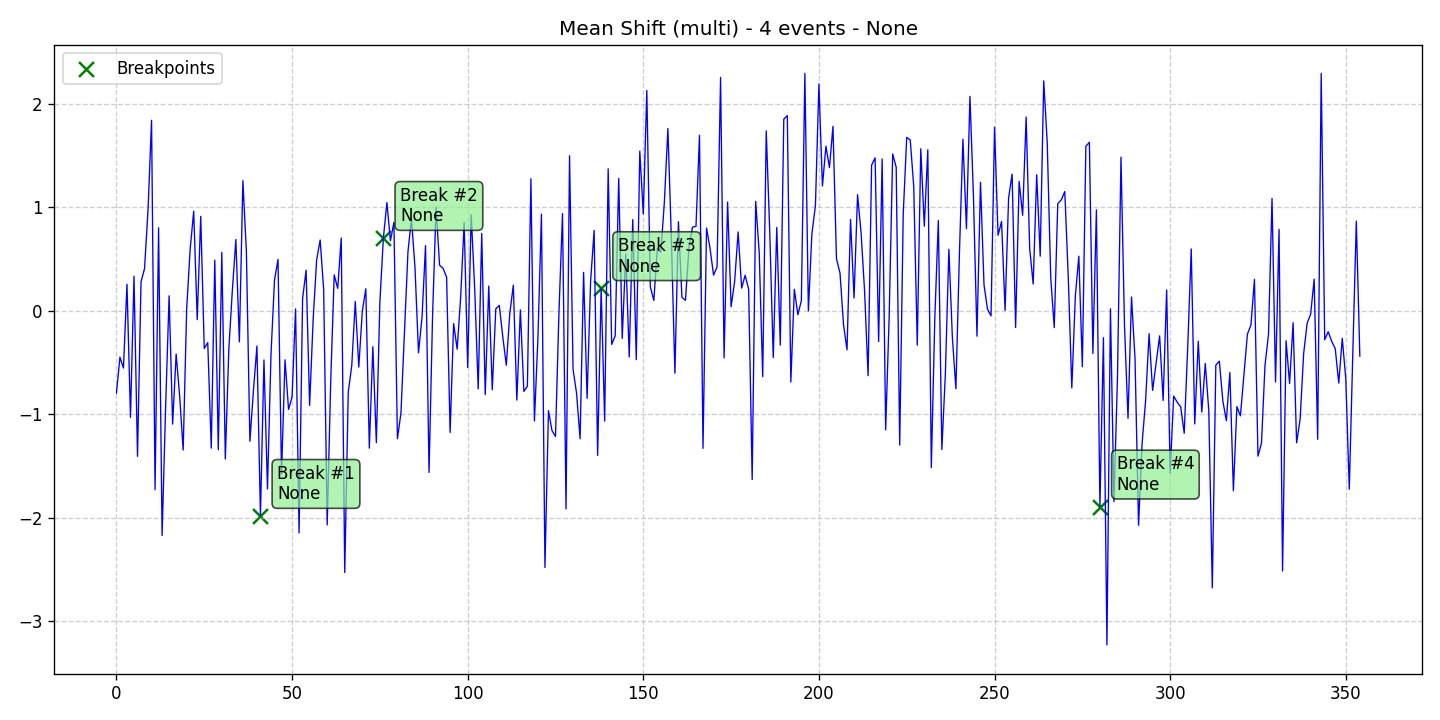 Mean Shift (multi) - 4 events - None
Breakpoints
Break #1
None
Break #2
None
Break #3
None
Break #4
None
2
1
0
−1
−2
−3
0
50
100
150
200
250
300
350